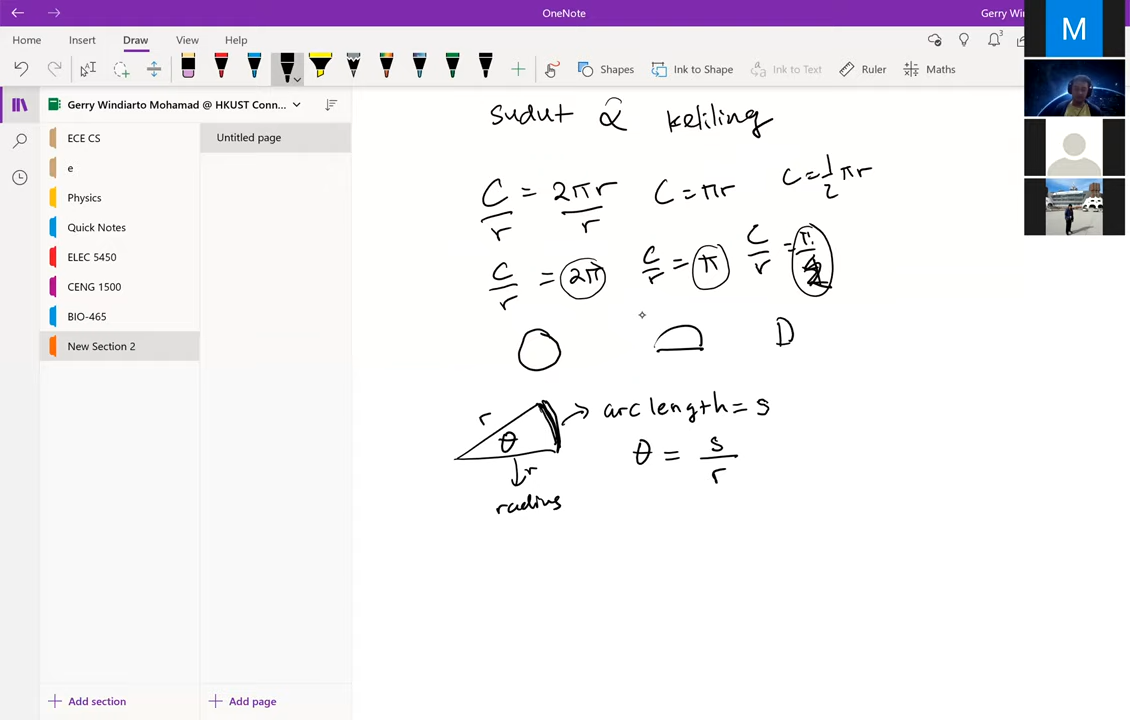 OneNote
Gerry Win
M
Home Insert Draw View Help
Shapes Ink to Shape Ink to Text Ruler Maths
Gerry Windiarto Mohamad @ HKUST Conn...
ECE CS
e
Physics
Quick Notes
ELEC 5450
CENG 1500
BIO-465
New Section 2
Add section
Untitled page
Add page
sudut keliling
C/r = 2πr/r C = πr C = 1/2 πr
C/r = 2π C/r = π C/r = π/2
r θ → arc length = s
r
radius
θ = s/r